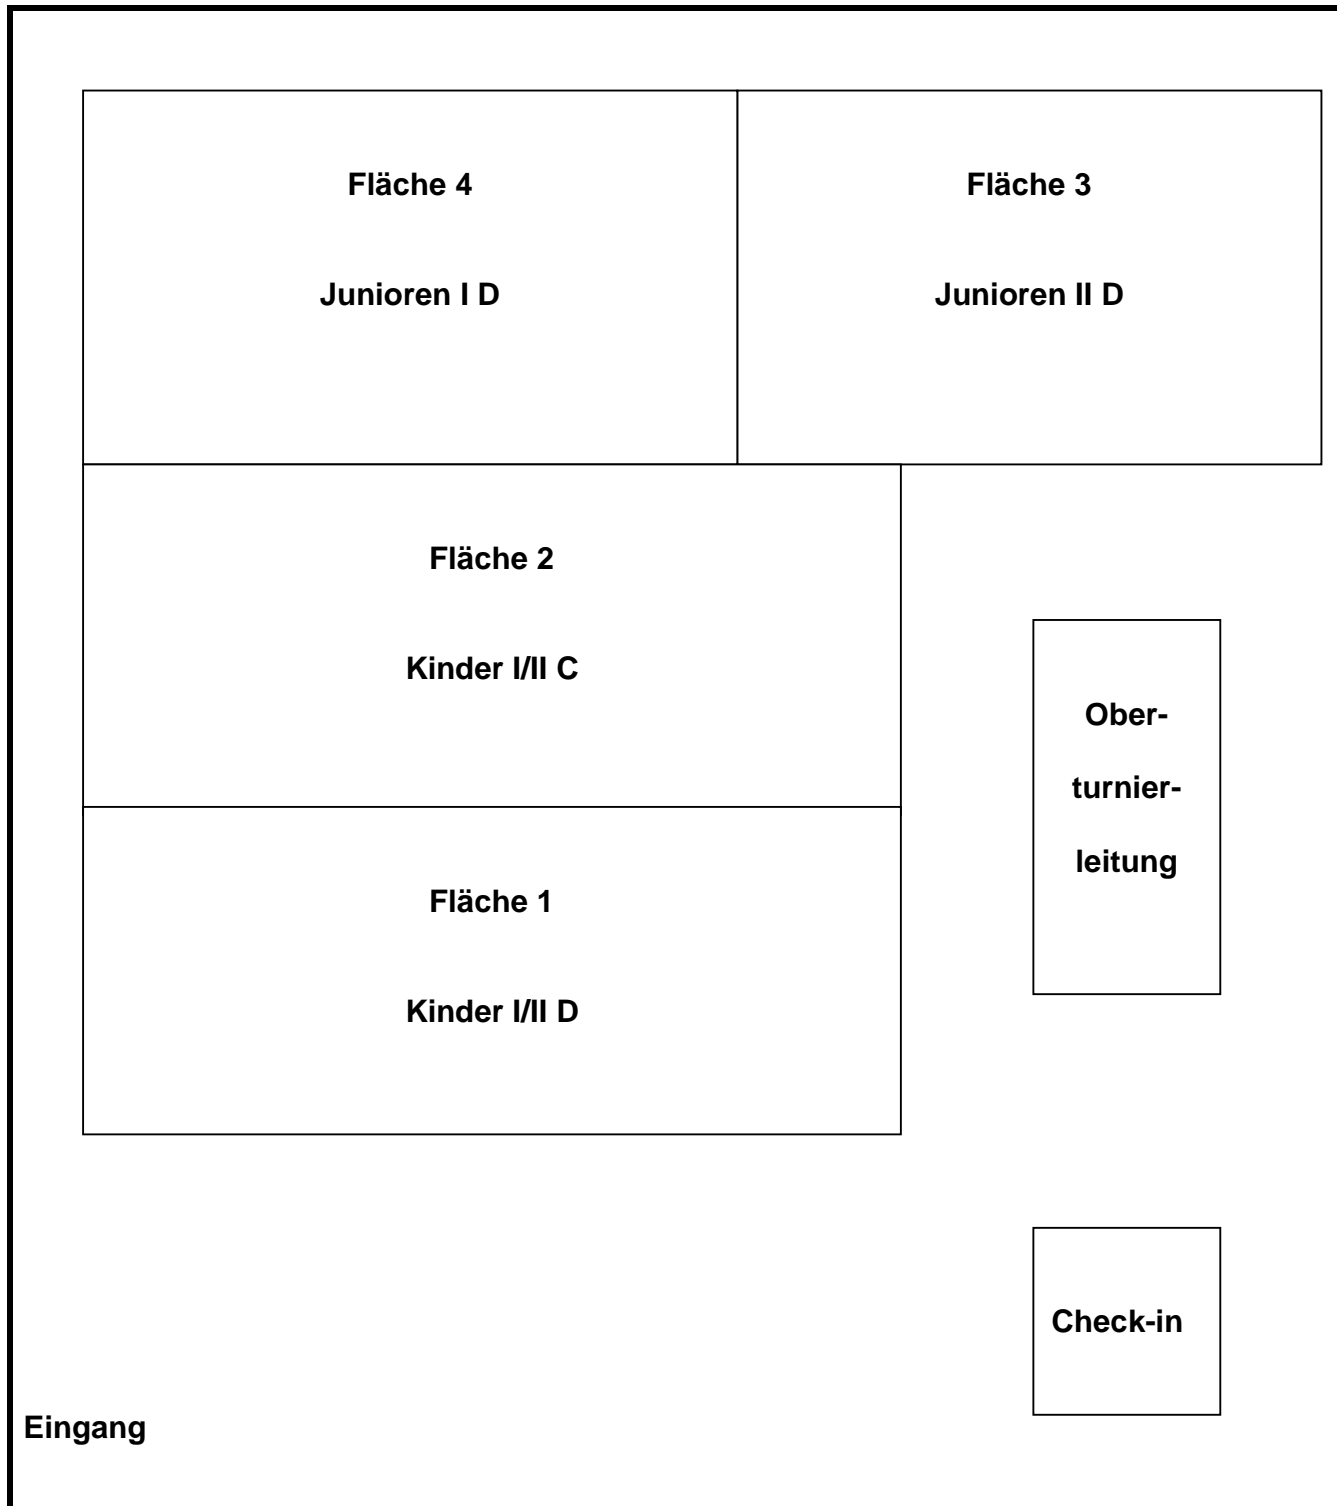 Fläche 4
Junioren I D
Fläche 3
Junioren II D
Fläche 2
Kinder I/II C
Ober-
turnier-
leitung
Fläche 1
Kinder I/II D
Check-in
Eingang